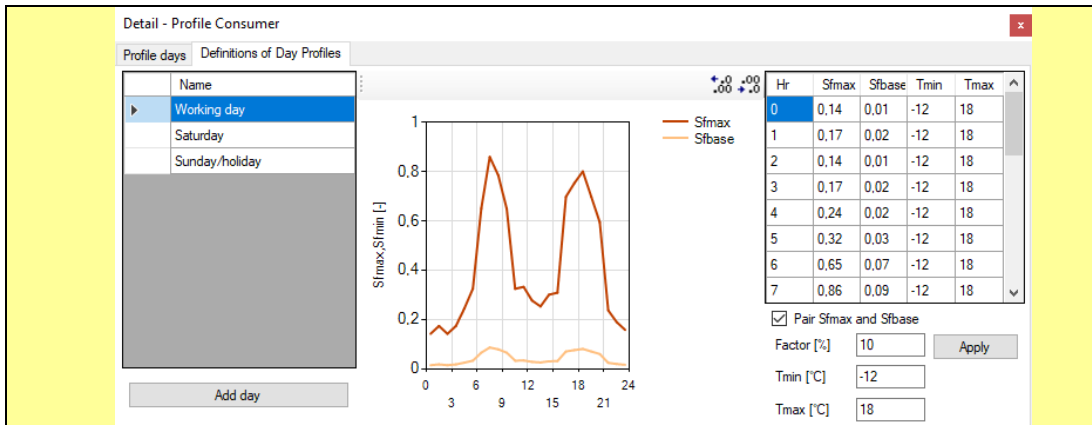 Detail - Profile Consumer
x
Profile days Definitions of Day Profiles
Name
Working day
Saturday
Sunday/holiday
Add day
←.0 .00
.00 →.0
Sfmax
Sfbase
Sfmax,Sfmin [-]
1
0,8
0,6
0,4
0,2
0
0 6 12 18 24
3 9 15 21
Hr Sfmax Sfbase Tmin Tmax
0 0,14 0,01 -12 18
1 0,17 0,02 -12 18
2 0,14 0,01 -12 18
3 0,17 0,02 -12 18
4 0,24 0,02 -12 18
5 0,32 0,03 -12 18
6 0,65 0,07 -12 18
7 0,86 0,09 -12 18
Pair Sfmax and Sfbase
Factor [%] 10 Apply
Tmin [°C] -12
Tmax [°C] 18